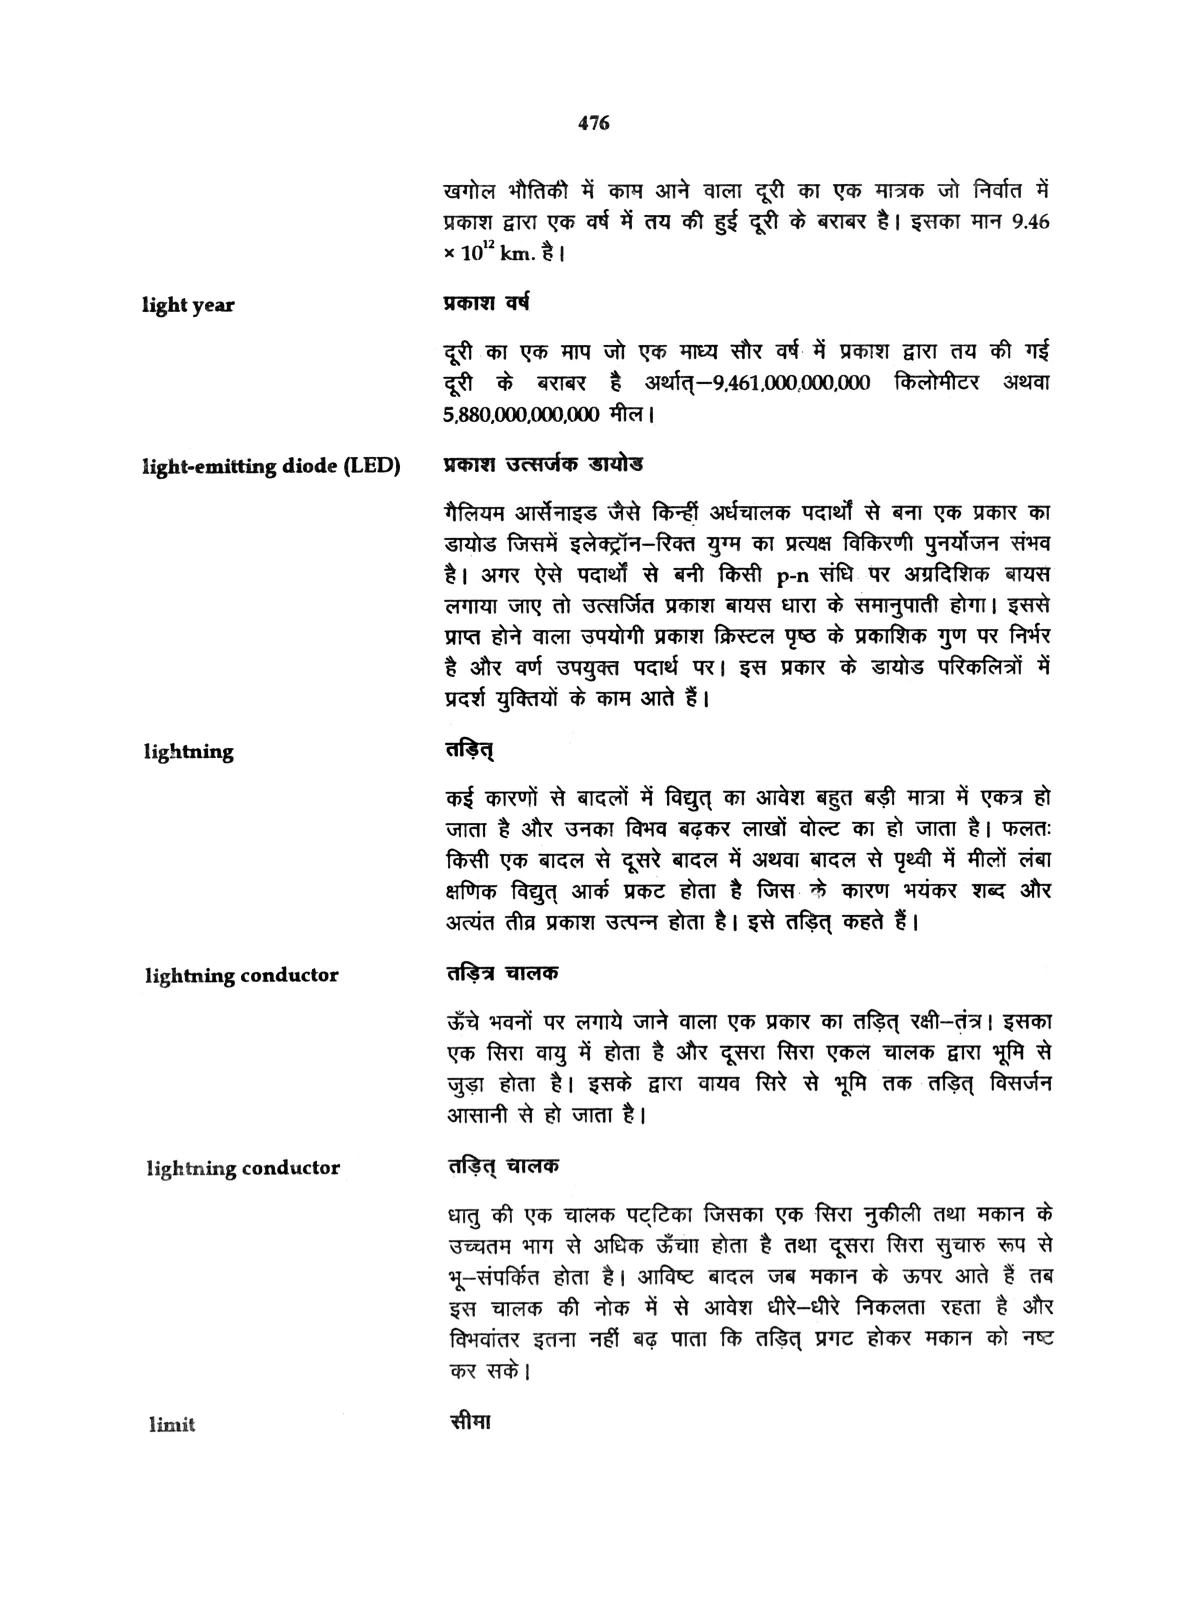 476
खगोल भौतिकी में काम आने वाला दूरी का एक मात्रक जो निर्वात में
प्रकाश द्वारा एक वर्ष में तय की हुई दूरी के बराबर है। इसका मान 9.46
× 10¹² km. है।
light year प्रकाश वर्ष
दूरी का एक माप जो एक माध्य सौर वर्ष में प्रकाश द्वारा तय की गई
दूरी के बराबर है अर्थात्–9,461,000,000,000 किलोमीटर अथवा
5,880,000,000,000 मील।
light-emitting diode (LED) प्रकाश उत्सर्जक डायोड
गैलियम आर्सेनाइड जैसे किन्हीं अर्धचालक पदार्थों से बना एक प्रकार का
डायोड जिसमें इलेक्ट्रॉन–रिक्त युग्म का प्रत्यक्ष विकिरणी पुनर्योजन संभव
है। अगर ऐसे पदार्थों से बनी किसी p-n संधि पर अग्रदिशिक बायस
लगाया जाए तो उत्सर्जित प्रकाश बायस धारा के समानुपाती होगा। इससे
प्राप्त होने वाला उपयोगी प्रकाश क्रिस्टल पृष्ठ के प्रकाशिक गुण पर निर्भर
है और वर्ण उपयुक्त पदार्थ पर। इस प्रकार के डायोड परिकलित्रों में
प्रदर्श युक्तियों के काम आते हैं।
lightning तड़ित्
कई कारणों से बादलों में विद्युत् का आवेश बहुत बड़ी मात्रा में एकत्र हो
जाता है और उनका विभव बढ़कर लाखों वोल्ट का हो जाता है। फलतः
किसी एक बादल से दूसरे बादल में अथवा बादल से पृथ्वी में मीलों लंबा
क्षणिक विद्युत् आर्क प्रकट होता है जिस के कारण भयंकर शब्द और
अत्यंत तीव्र प्रकाश उत्पन्न होता है। इसे तड़ित् कहते हैं।
lightning conductor तड़ित्र चालक
ऊँचे भवनों पर लगाये जाने वाला एक प्रकार का तड़ित् रक्षी–तंत्र। इसका
एक सिरा वायु में होता है और दूसरा सिरा एकल चालक द्वारा भूमि से
जुड़ा होता है। इसके द्वारा वायव सिरे से भूमि तक तड़ित् विसर्जन
आसानी से हो जाता है।
lightning conductor तड़ित् चालक
धातु की एक चालक पट्टिका जिसका एक सिरा नुकीली तथा मकान के
उच्चतम भाग से अधिक ऊँचाा होता है तथा दूसरा सिरा सुचारु रूप से
भू–संपर्कित होता है। आविष्ट बादल जब मकान के ऊपर आते हैं तब
इस चालक की नोक में से आवेश धीरे–धीरे निकलता रहता है और
विभवांतर इतना नहीं बढ़ पाता कि तड़ित् प्रगट होकर मकान को नष्ट
कर सके।
limit सीमा